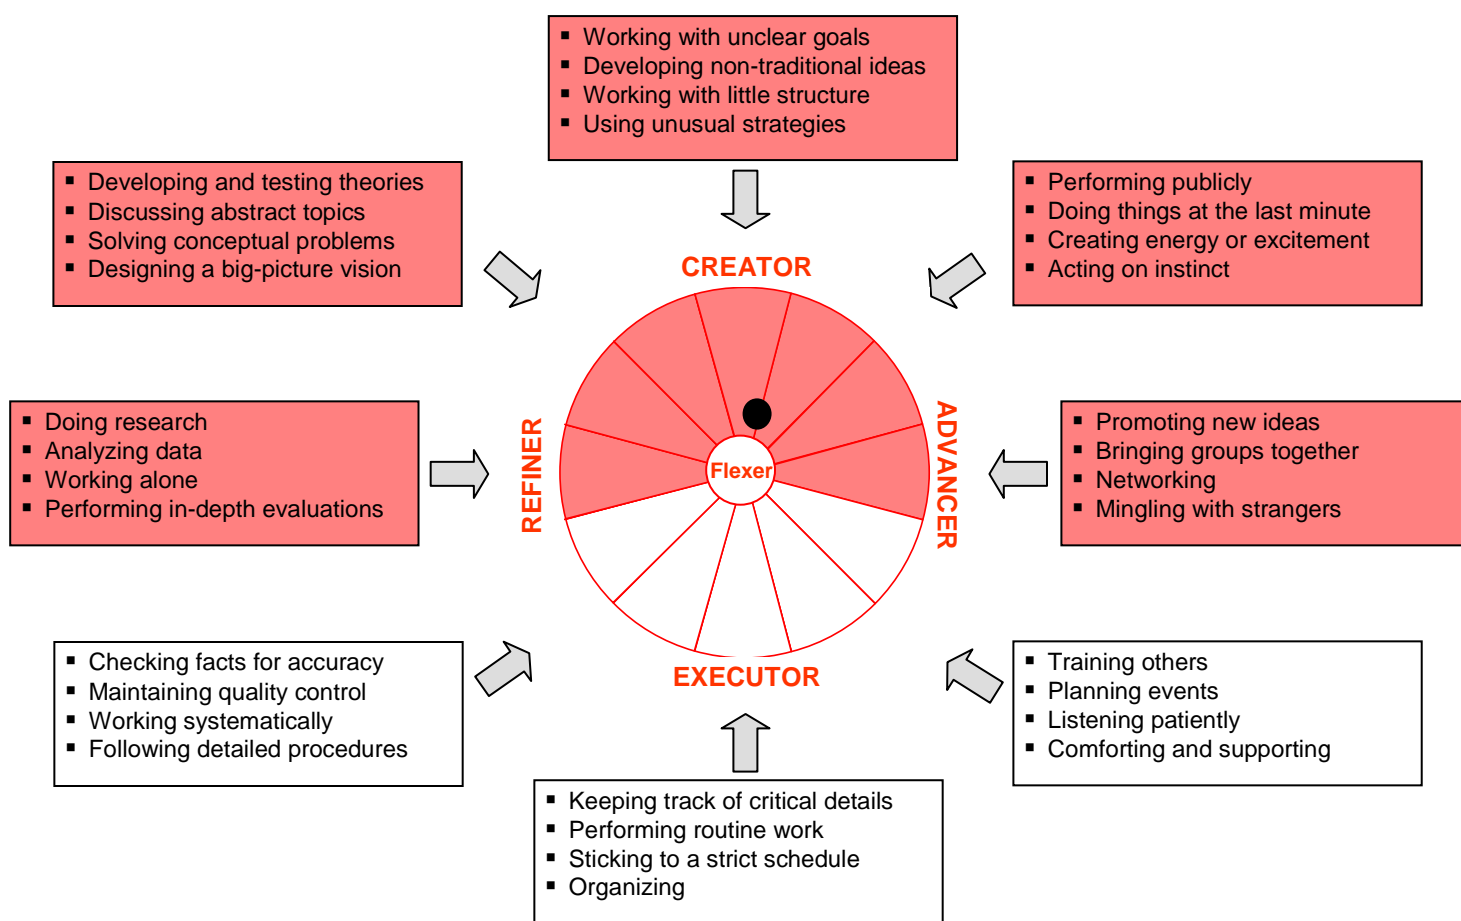 ▪ Working with unclear goals
▪ Developing non-traditional ideas
▪ Working with little structure
▪ Using unusual strategies
▪ Developing and testing theories
▪ Discussing abstract topics
▪ Solving conceptual problems
▪ Designing a big-picture vision
▪ Performing publicly
▪ Doing things at the last minute
▪ Creating energy or excitement
▪ Acting on instinct
CREATOR
▪ Doing research
▪ Analyzing data
▪ Working alone
▪ Performing in-depth evaluations
REFINER
Flexer
ADVANCER
▪ Promoting new ideas
▪ Bringing groups together
▪ Networking
▪ Mingling with strangers
▪ Checking facts for accuracy
▪ Maintaining quality control
▪ Working systematically
▪ Following detailed procedures
EXECUTOR
▪ Training others
▪ Planning events
▪ Listening patiently
▪ Comforting and supporting
▪ Keeping track of critical details
▪ Performing routine work
▪ Sticking to a strict schedule
▪ Organizing